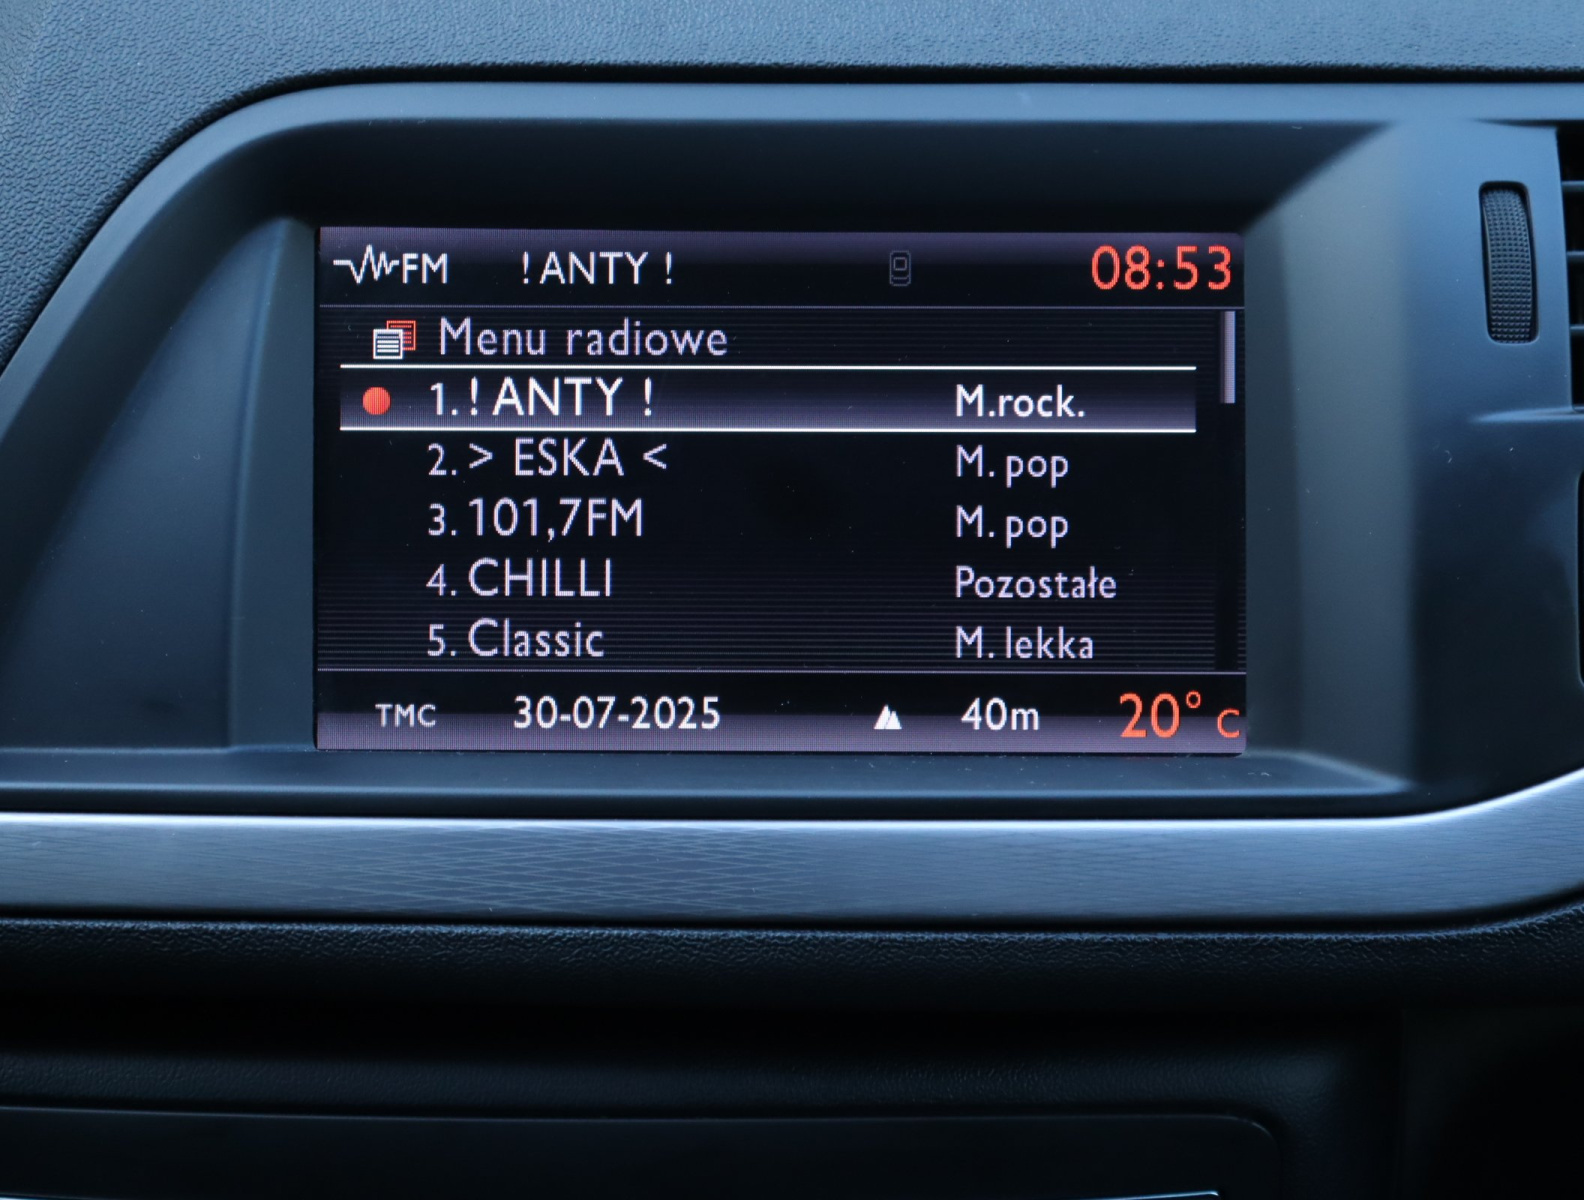 FM ! ANTY ! 08:53
Menu radiowe
1. ! ANTY ! M.rock.
2. > ESKA < M. pop
3. 101,7FM M. pop
4. CHILLI Pozostałe
5. Classic M. lekka
TMC 30-07-2025 40m 20° C